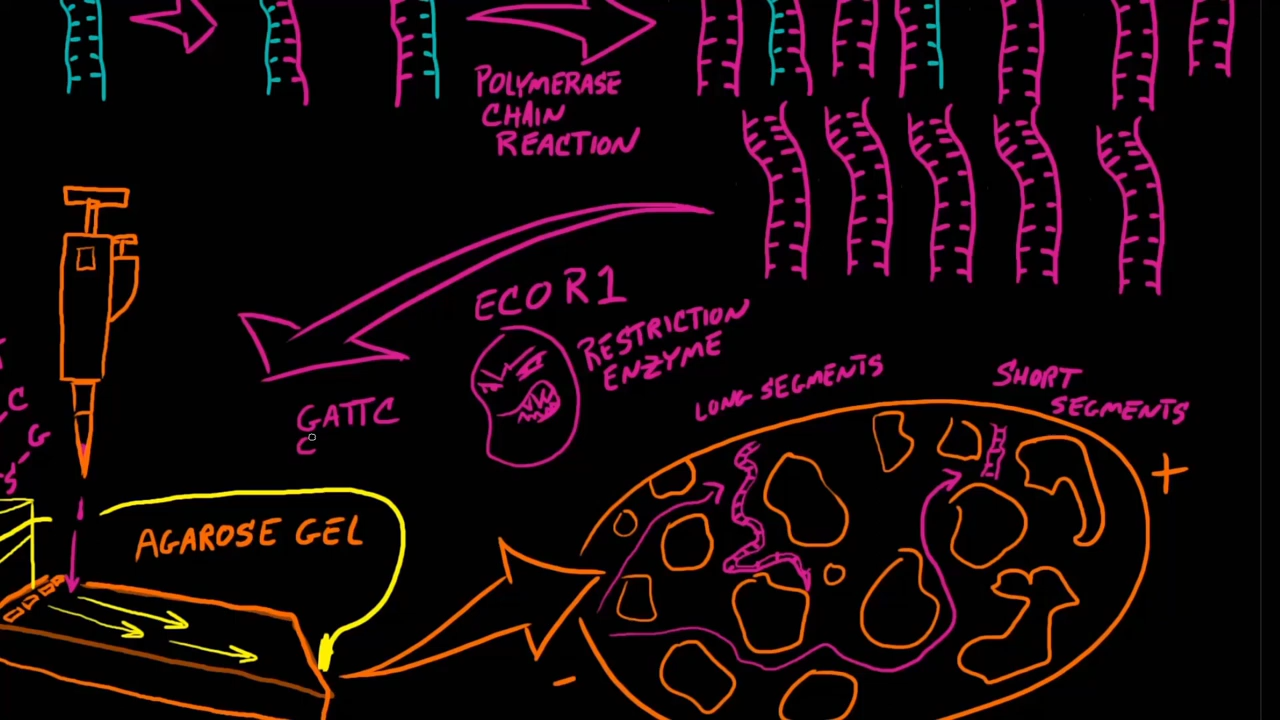 POLYMERASE
CHAIN
REACTION
ECOR1
RESTRICTION
ENZYME
GATTC
C
LONG SEGMENTS
SHORT
SEGMENTS
C
G
S
AGAROSE GEL
+
-